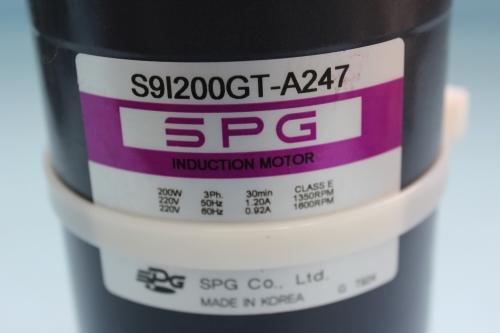 S9I200GT-A247
SPG
INDUCTION MOTOR
200W 3Ph. 30min CLASS E
220V 50Hz 1.20A 1350RPM
220V 60Hz 0.92A 1600RPM
SPG SPG Co., Ltd.
MADE IN KOREA G